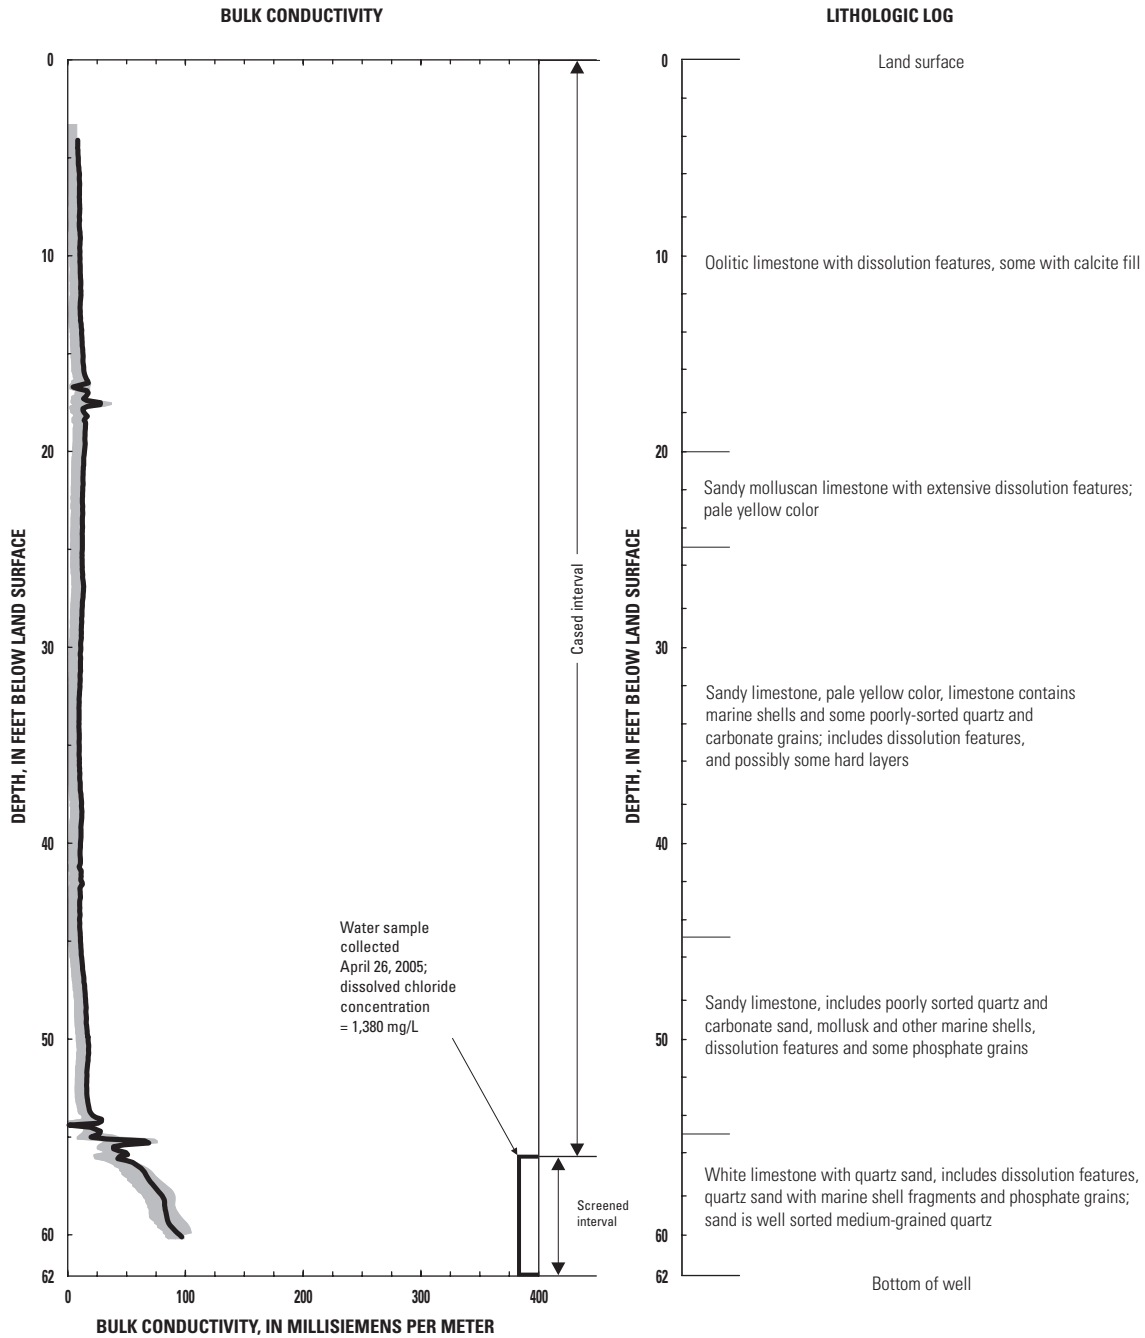 BULK CONDUCTIVITY
DEPTH, IN FEET BELOW LAND SURFACE
0
10
20
30
40
50
60
62
0
100
200
300
400
BULK CONDUCTIVITY, IN MILLISIEMENS PER METER
Water sample
collected
April 26, 2005;
dissolved chloride
concentration
= 1,380 mg/L
Cased interval
Screened
interval
LITHOLOGIC LOG
DEPTH, IN FEET BELOW LAND SURFACE
0
10
20
30
40
50
60
62
Land surface
Oolitic limestone with dissolution features, some with calcite fill
Sandy molluscan limestone with extensive dissolution features;
pale yellow color
Sandy limestone, pale yellow color, limestone contains
marine shells and some poorly-sorted quartz and
carbonate grains; includes dissolution features,
and possibly some hard layers
Sandy limestone, includes poorly sorted quartz and
carbonate sand, mollusk and other marine shells,
dissolution features and some phosphate grains
White limestone with quartz sand, includes dissolution features,
quartz sand with marine shell fragments and phosphate grains;
sand is well sorted medium-grained quartz
Bottom of well